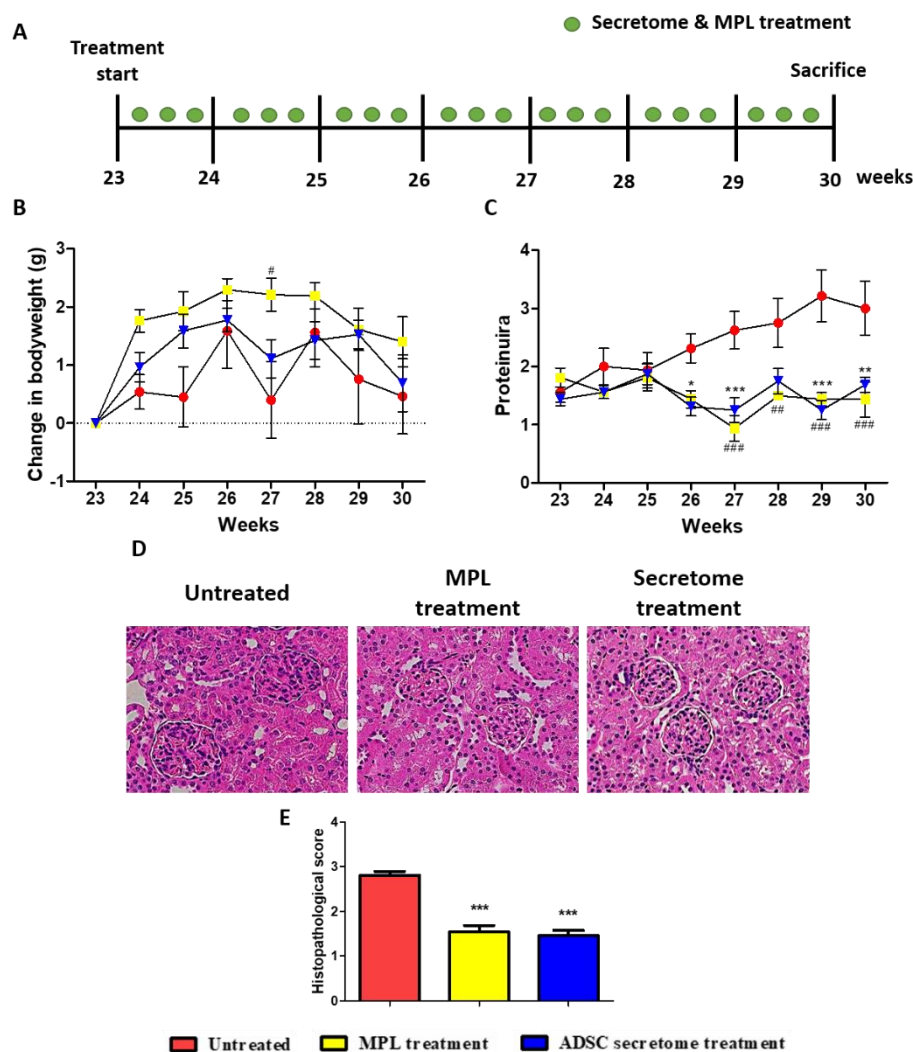 A
Secretome & MPL treatment
Treatment
start
Sacrifice
23 24 25 26 27 28 29 30 weeks
B
Change in bodyweight (g)
3
2
1
0
-1
#
23 24 25 26 27 28 29 30
Weeks
C
Proteinuira
4
3
2
1
0
* *** *** **
### ## ### ###
23 24 25 26 27 28 29 30
Weeks
D
Untreated
MPL
treatment
Secretome
treatment
E
Histopathological score
4
3
2
1
0
*** ***
Untreated MPL treatment ADSC secretome treatment